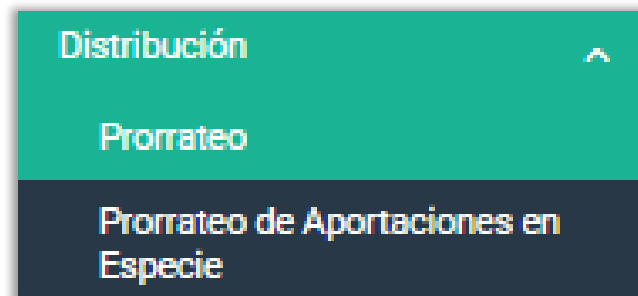 Distribución
Prorrateo
Prorrateo de Aportaciones en
Especie